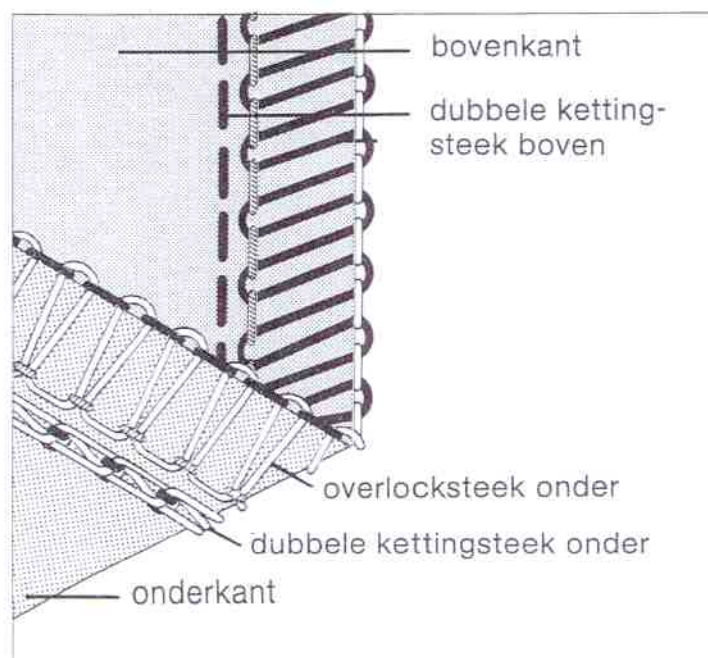 bovenkant
dubbele ketting-
steek boven
overlocksteek onder
dubbele kettingsteek onder
onderkant